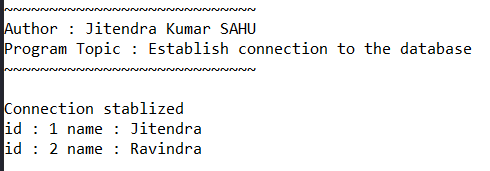 ~~~~~~~~~~~~~~~~~~~~~~~~~~~~
Author : Jitendra Kumar SAHU
Program Topic : Establish connection to the database
~~~~~~~~~~~~~~~~~~~~~~~~~~~~
Connection stablized
id : 1 name : Jitendra
id : 2 name : Ravindra